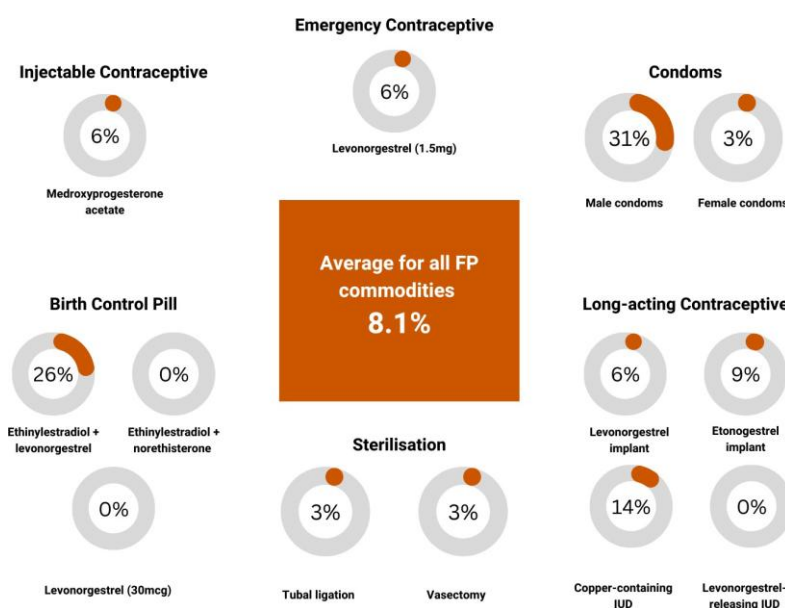 Emergency Contraceptive
6%
Levonorgestrel (1.5mg)
Injectable Contraceptive
6%
Medroxyprogesterone
acetate
Condoms
31%
Male condoms
3%
Female condoms
Average for all FP
commodities
8.1%
Birth Control Pill
26%
Ethinylestradiol +
levonorgestrel
0%
Ethinylestradiol +
norethisterone
0%
Levonorgestrel (30mcg)
Sterilisation
3%
Tubal ligation
3%
Vasectomy
Long-acting Contraceptive
6%
Levonorgestrel
implant
9%
Etonogestrel
implant
14%
Copper-containing
IUD
0%
Levonorgestrel-
releasing IUD